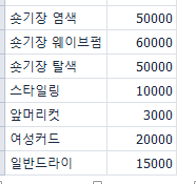 숏기장 염색 50000
숏기장 웨이브펌 60000
숏기장 탈색 50000
스타일링 10000
앞머리컷 3000
여성커드 20000
일반드라이 15000